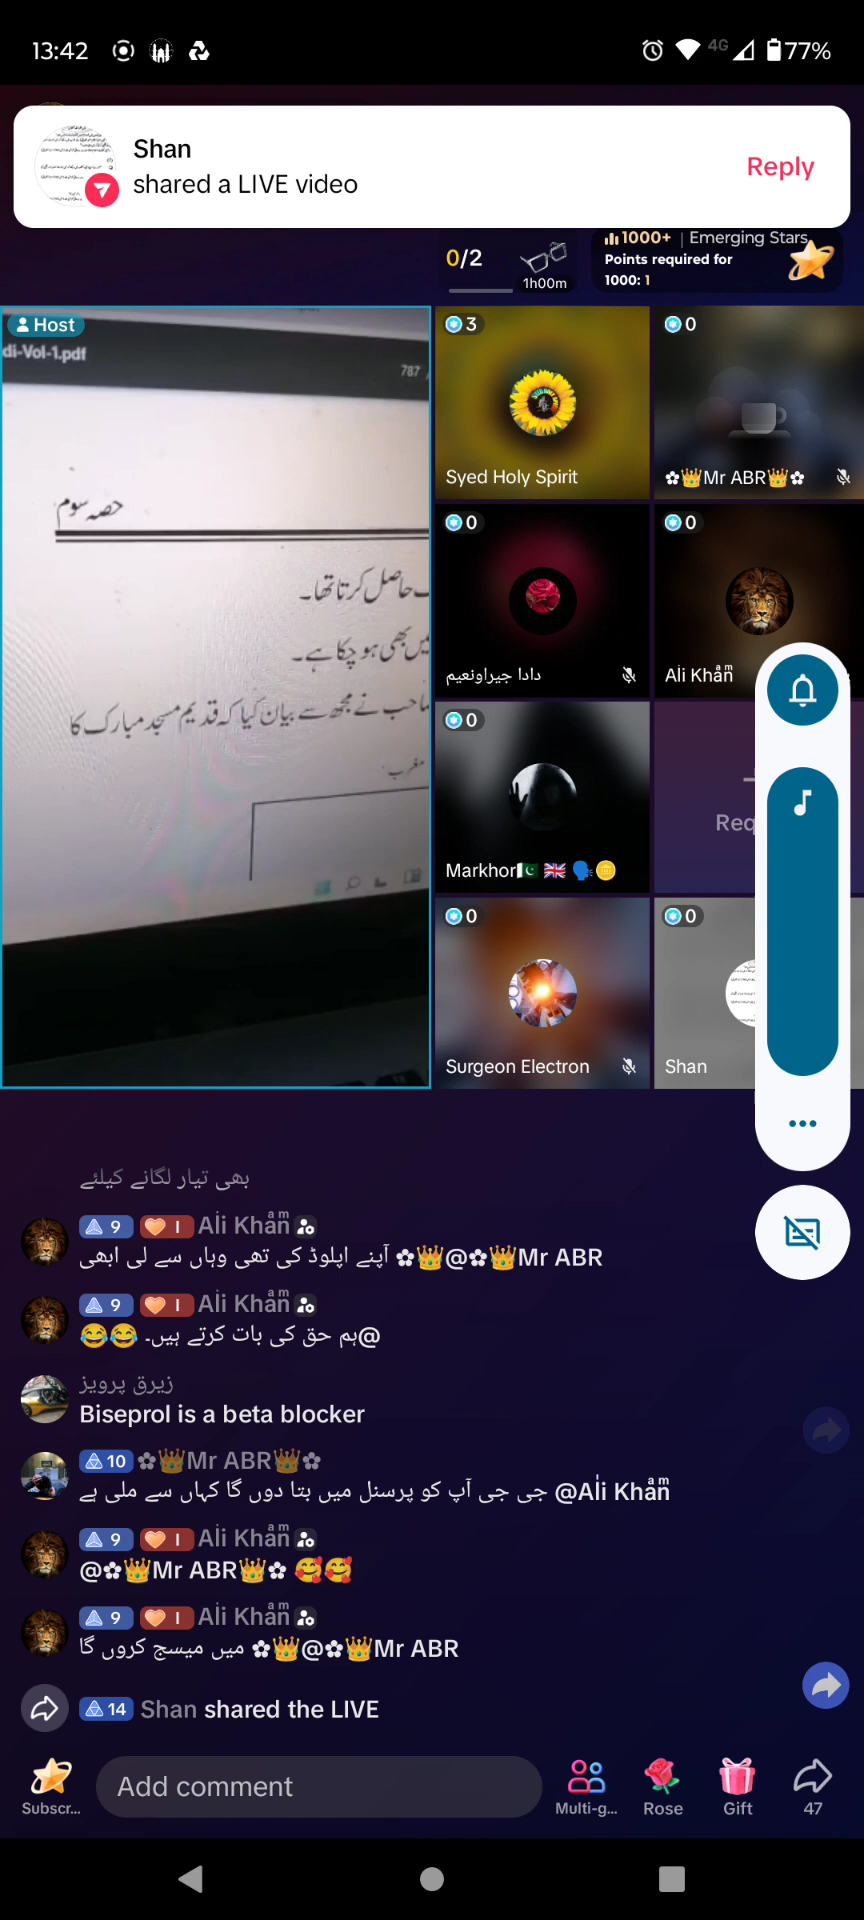 13:42
4G
77%
Shan
shared a LIVE video
Reply
0/2
1h00m
1000+ | Emerging Stars
Points required for
1000: 1
Host
di-Vol-1.pdf
787
حصہ سوم
حاصل کرتا تھا۔
میں بھی ہو چکا ہے۔
صاحب نے مجھ سے بیان کیا کہ قدیم مسجد مبارک کا
مغرب
3
Syed Holy Spirit
0
✿👑Mr ABR👑✿
0
دادا جیراونعیم
0
Ali Khan
0
Markhor🇵🇰 🇬🇧 🗣️🪙
Req
0
Surgeon Electron
0
Shan
بھی تیار لگانے کیلئے
9 I Ali Khan
آپنے اپلوڈ کی تھی وہاں سے لی ابھی ✿👑@✿👑Mr ABR
9 I Ali Khan
@ہم حق کی بات کرتے ہیں۔ 😂😂
زیرق پرویز
Biseprol is a beta blocker
10 ✿👑Mr ABR👑✿
جی جی آپ کو پرسنل میں بتا دوں گا کہاں سے ملی ہے @Ali Khan
9 I Ali Khan
@✿👑Mr ABR👑✿ 🥰🥰
9 I Ali Khan
میں میسج کروں گا ✿👑@✿👑Mr ABR
14 Shan shared the LIVE
Subscr...
Add comment
Multi-g...
Rose
Gift
47